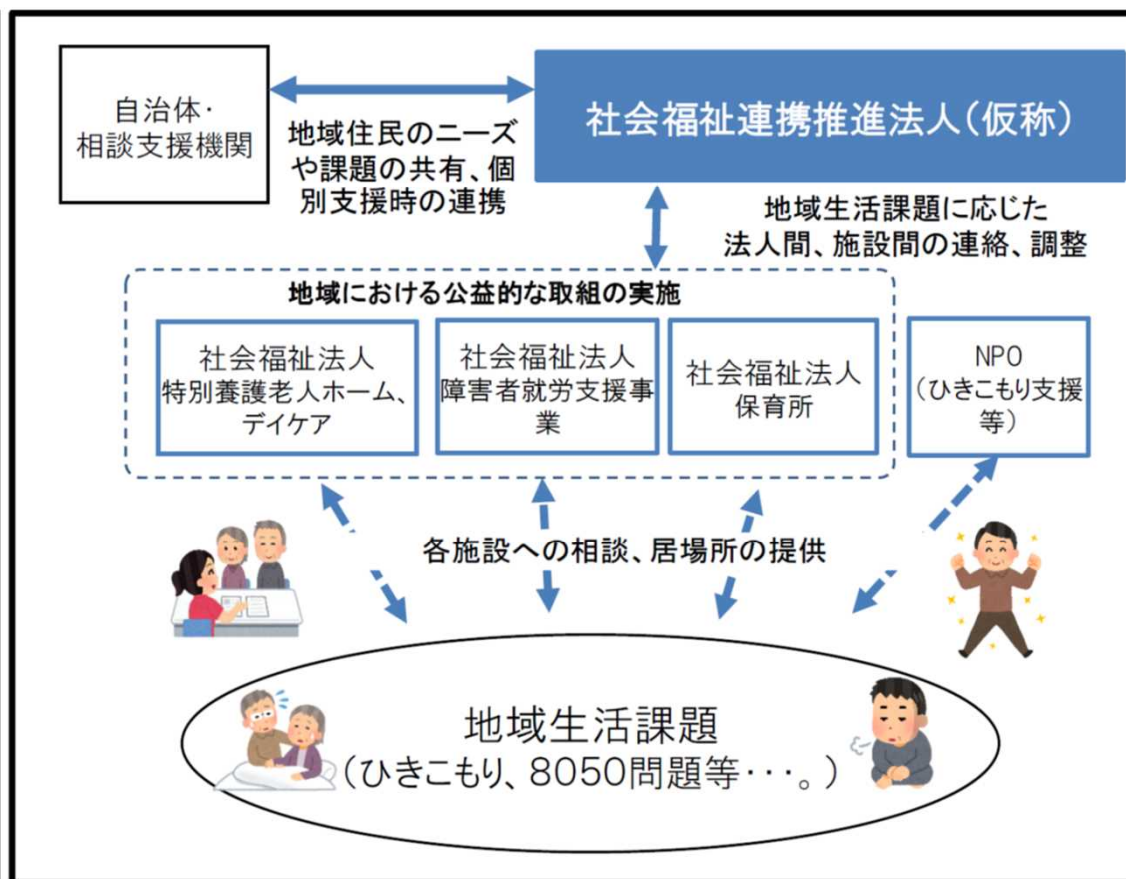 自治体・
相談支援機関
社会福祉連携推進法人（仮称）
地域住民のニーズ
や課題の共有、個
別支援時の連携
地域生活課題に応じた
法人間、施設間の連絡、調整
地域における公益的な取組の実施
社会福祉法人
特別養護老人ホーム、
デイケア
社会福祉法人
障害者就労支援事
業
社会福祉法人
保育所
NPO
（ひきこもり支援
等）
各施設への相談、居場所の提供
地域生活課題
（ひきこもり、8050問題等・・・。）